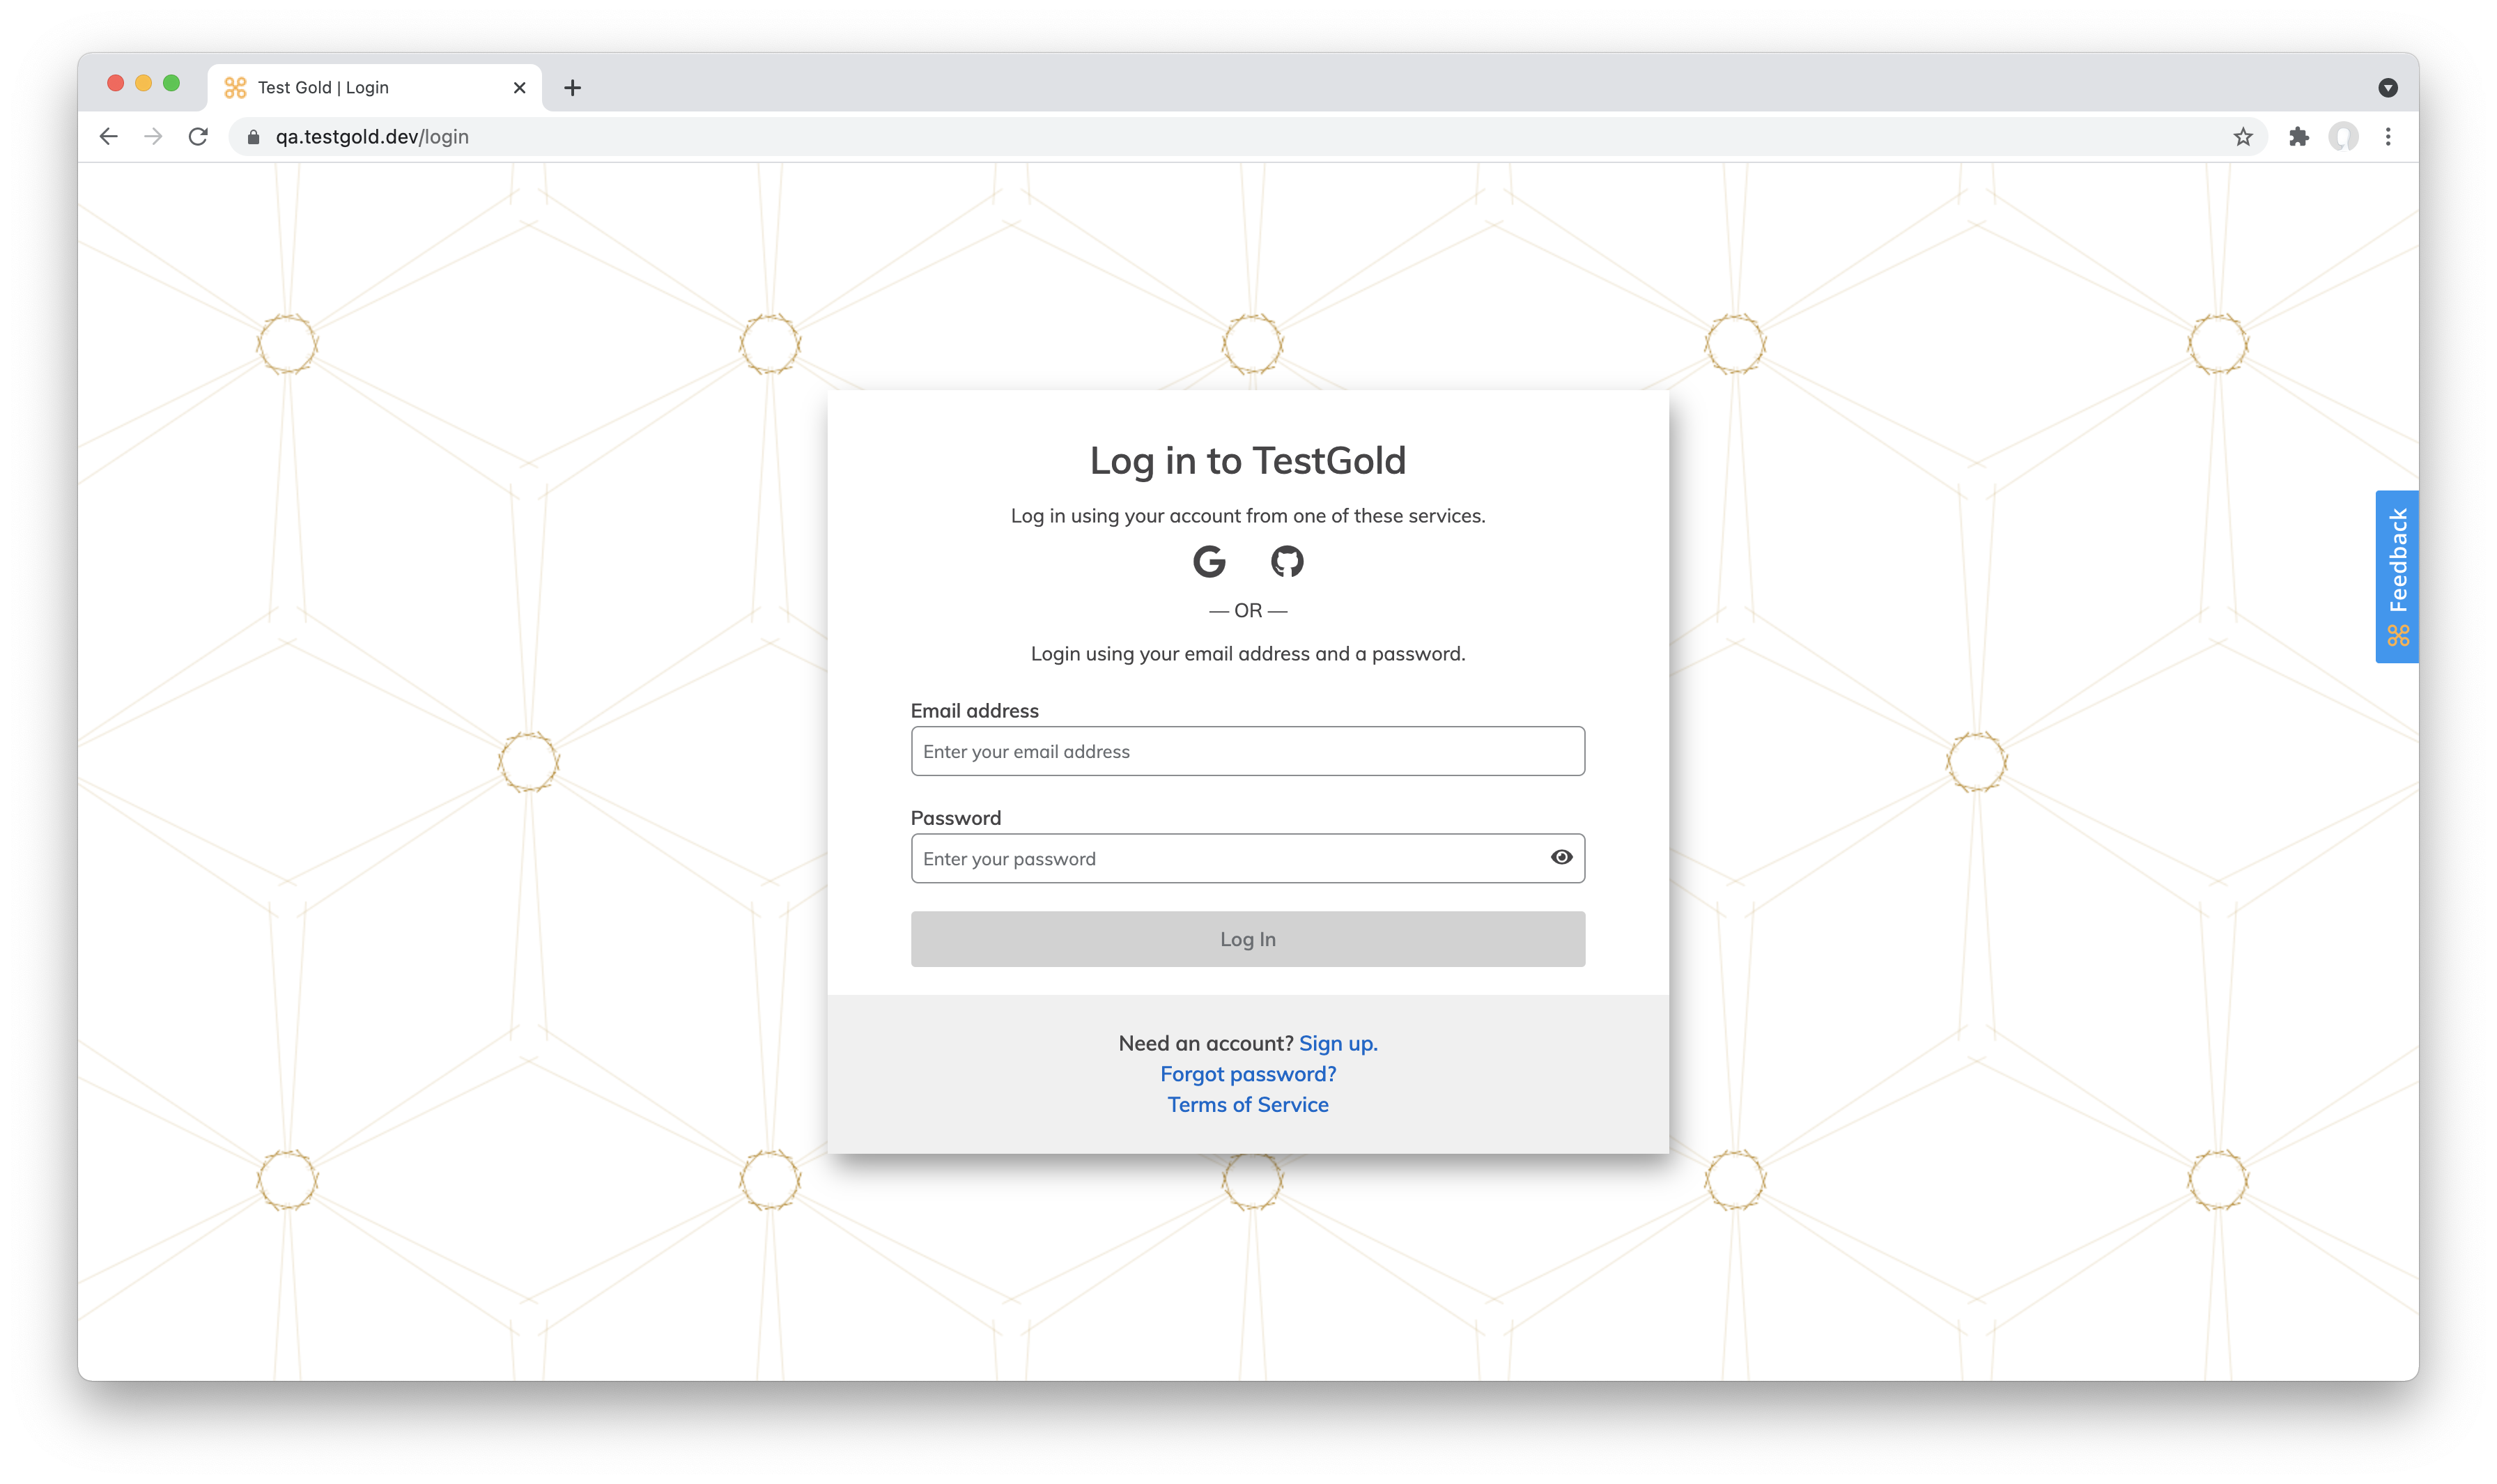 Test Gold | Login
qa.testgold.dev/login
Log in to TestGold
Log in using your account from one of these services.
— OR —
Login using your email address and a password.
Email address
Enter your email address
Password
Enter your password
Log In
Need an account? Sign up.
Forgot password?
Terms of Service
Feedback